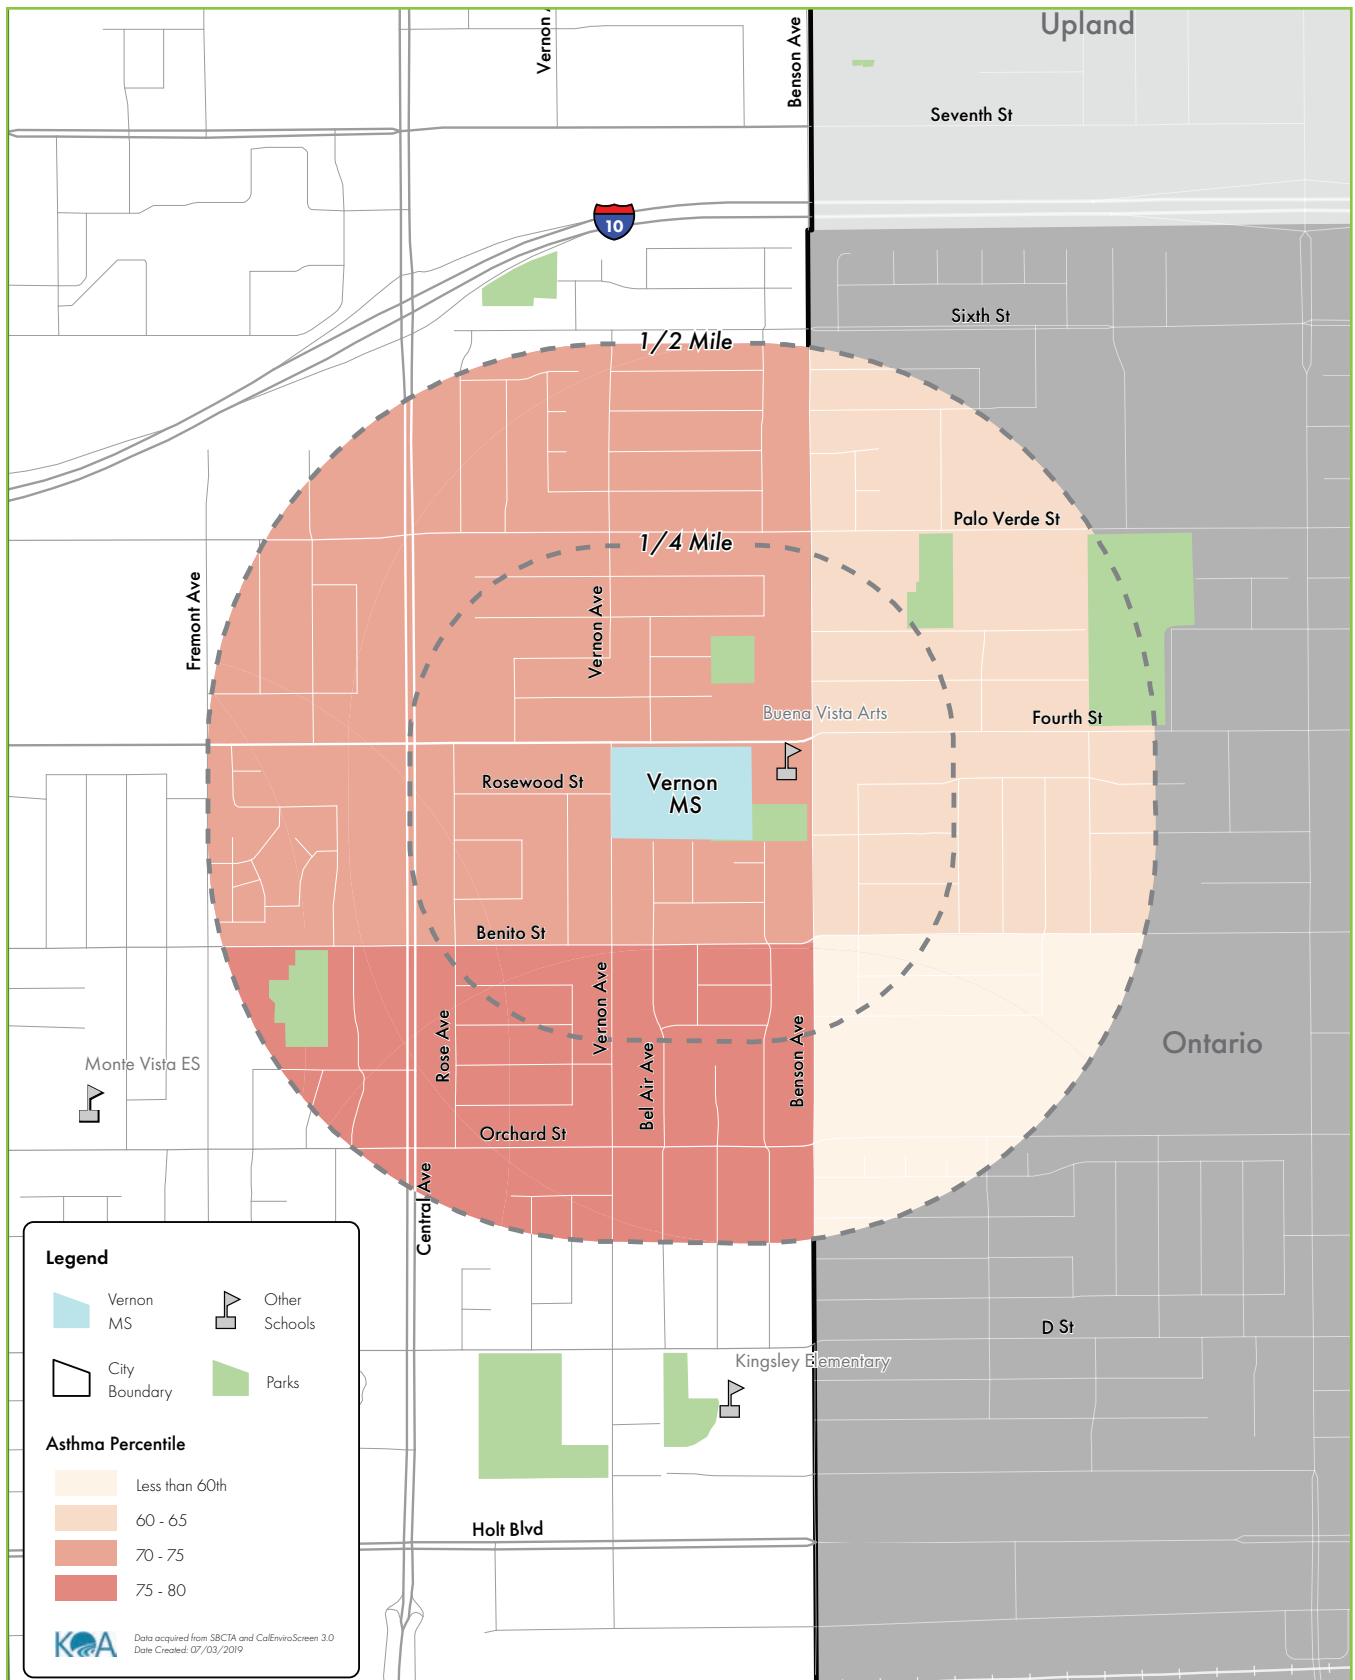 Upland
Vernon A
Benson Ave
Seventh St
10
Sixth St
1/2 Mile
Palo Verde St
1/4 Mile
Fremont Ave
Vernon Ave
Buena Vista Arts
Fourth St
Rosewood St
Vernon
MS
Benito St
Vernon Ave
Rose Ave
Bel Air Ave
Benson Ave
Ontario
Monte Vista ES
Orchard St
Central Ave
D St
Kingsley Elementary
Holt Blvd
Legend
Vernon
MS
Other
Schools
City
Boundary
Parks
Asthma Percentile
Less than 60th
60 - 65
70 - 75
75 - 80
KOA
Data acquired from SBCTA and CalEnviroScreen 3.0
Date Created: 07/03/2019